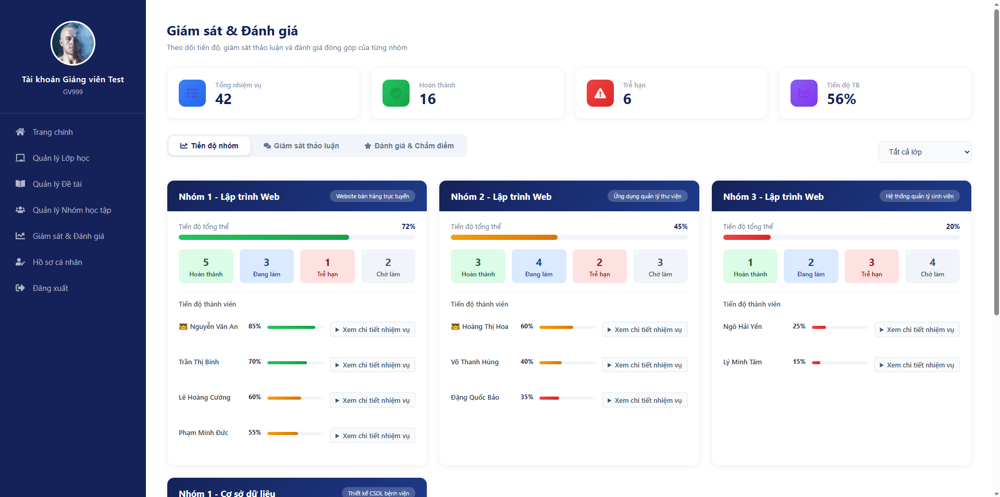 Tài khoản Giảng viên Test
GV999
Trang chính
Quản lý Lớp học
Quản lý Đề tài
Quản lý Nhóm học tập
Giám sát & Đánh giá
Hồ sơ cá nhân
Đăng xuất
Giám sát & Đánh giá
Theo dõi tiến độ, giám sát thảo luận và đánh giá đóng góp của từng nhóm
Tổng nhiệm vụ
42
Hoàn thành
16
Trễ hạn
6
Tiến độ TB
56%
Tiến độ nhóm
Giám sát thảo luận
Đánh giá & Chấm điểm
Tất cả lớp
Nhóm 1 - Lập trình Web
Website bán hàng trực tuyến
Tiến độ tổng thể
72%
5
Hoàn thành
3
Đang làm
1
Trễ hạn
2
Chờ làm
Tiến độ thành viên
Nguyễn Văn An 85% ▶ Xem chi tiết nhiệm vụ
Trần Thị Bình 70% ▶ Xem chi tiết nhiệm vụ
Lê Hoàng Cường 60% ▶ Xem chi tiết nhiệm vụ
Phạm Minh Đức 55% ▶ Xem chi tiết nhiệm vụ
Nhóm 2 - Lập trình Web
Ứng dụng quản lý thư viện
Tiến độ tổng thể
45%
3
Hoàn thành
4
Đang làm
2
Trễ hạn
3
Chờ làm
Tiến độ thành viên
Hoàng Thị Hoa 60% ▶ Xem chi tiết nhiệm vụ
Võ Thanh Hùng 40% ▶ Xem chi tiết nhiệm vụ
Đặng Quốc Bảo 35% ▶ Xem chi tiết nhiệm vụ
Nhóm 3 - Lập trình Web
Hệ thống quản lý sinh viên
Tiến độ tổng thể
20%
1
Hoàn thành
2
Đang làm
3
Trễ hạn
4
Chờ làm
Tiến độ thành viên
Ngô Hải Yến 25% ▶ Xem chi tiết nhiệm vụ
Lý Minh Tâm 15% ▶ Xem chi tiết nhiệm vụ
Nhóm 1 - Cơ sở dữ liệu
Thiết kế CSDL bệnh viện